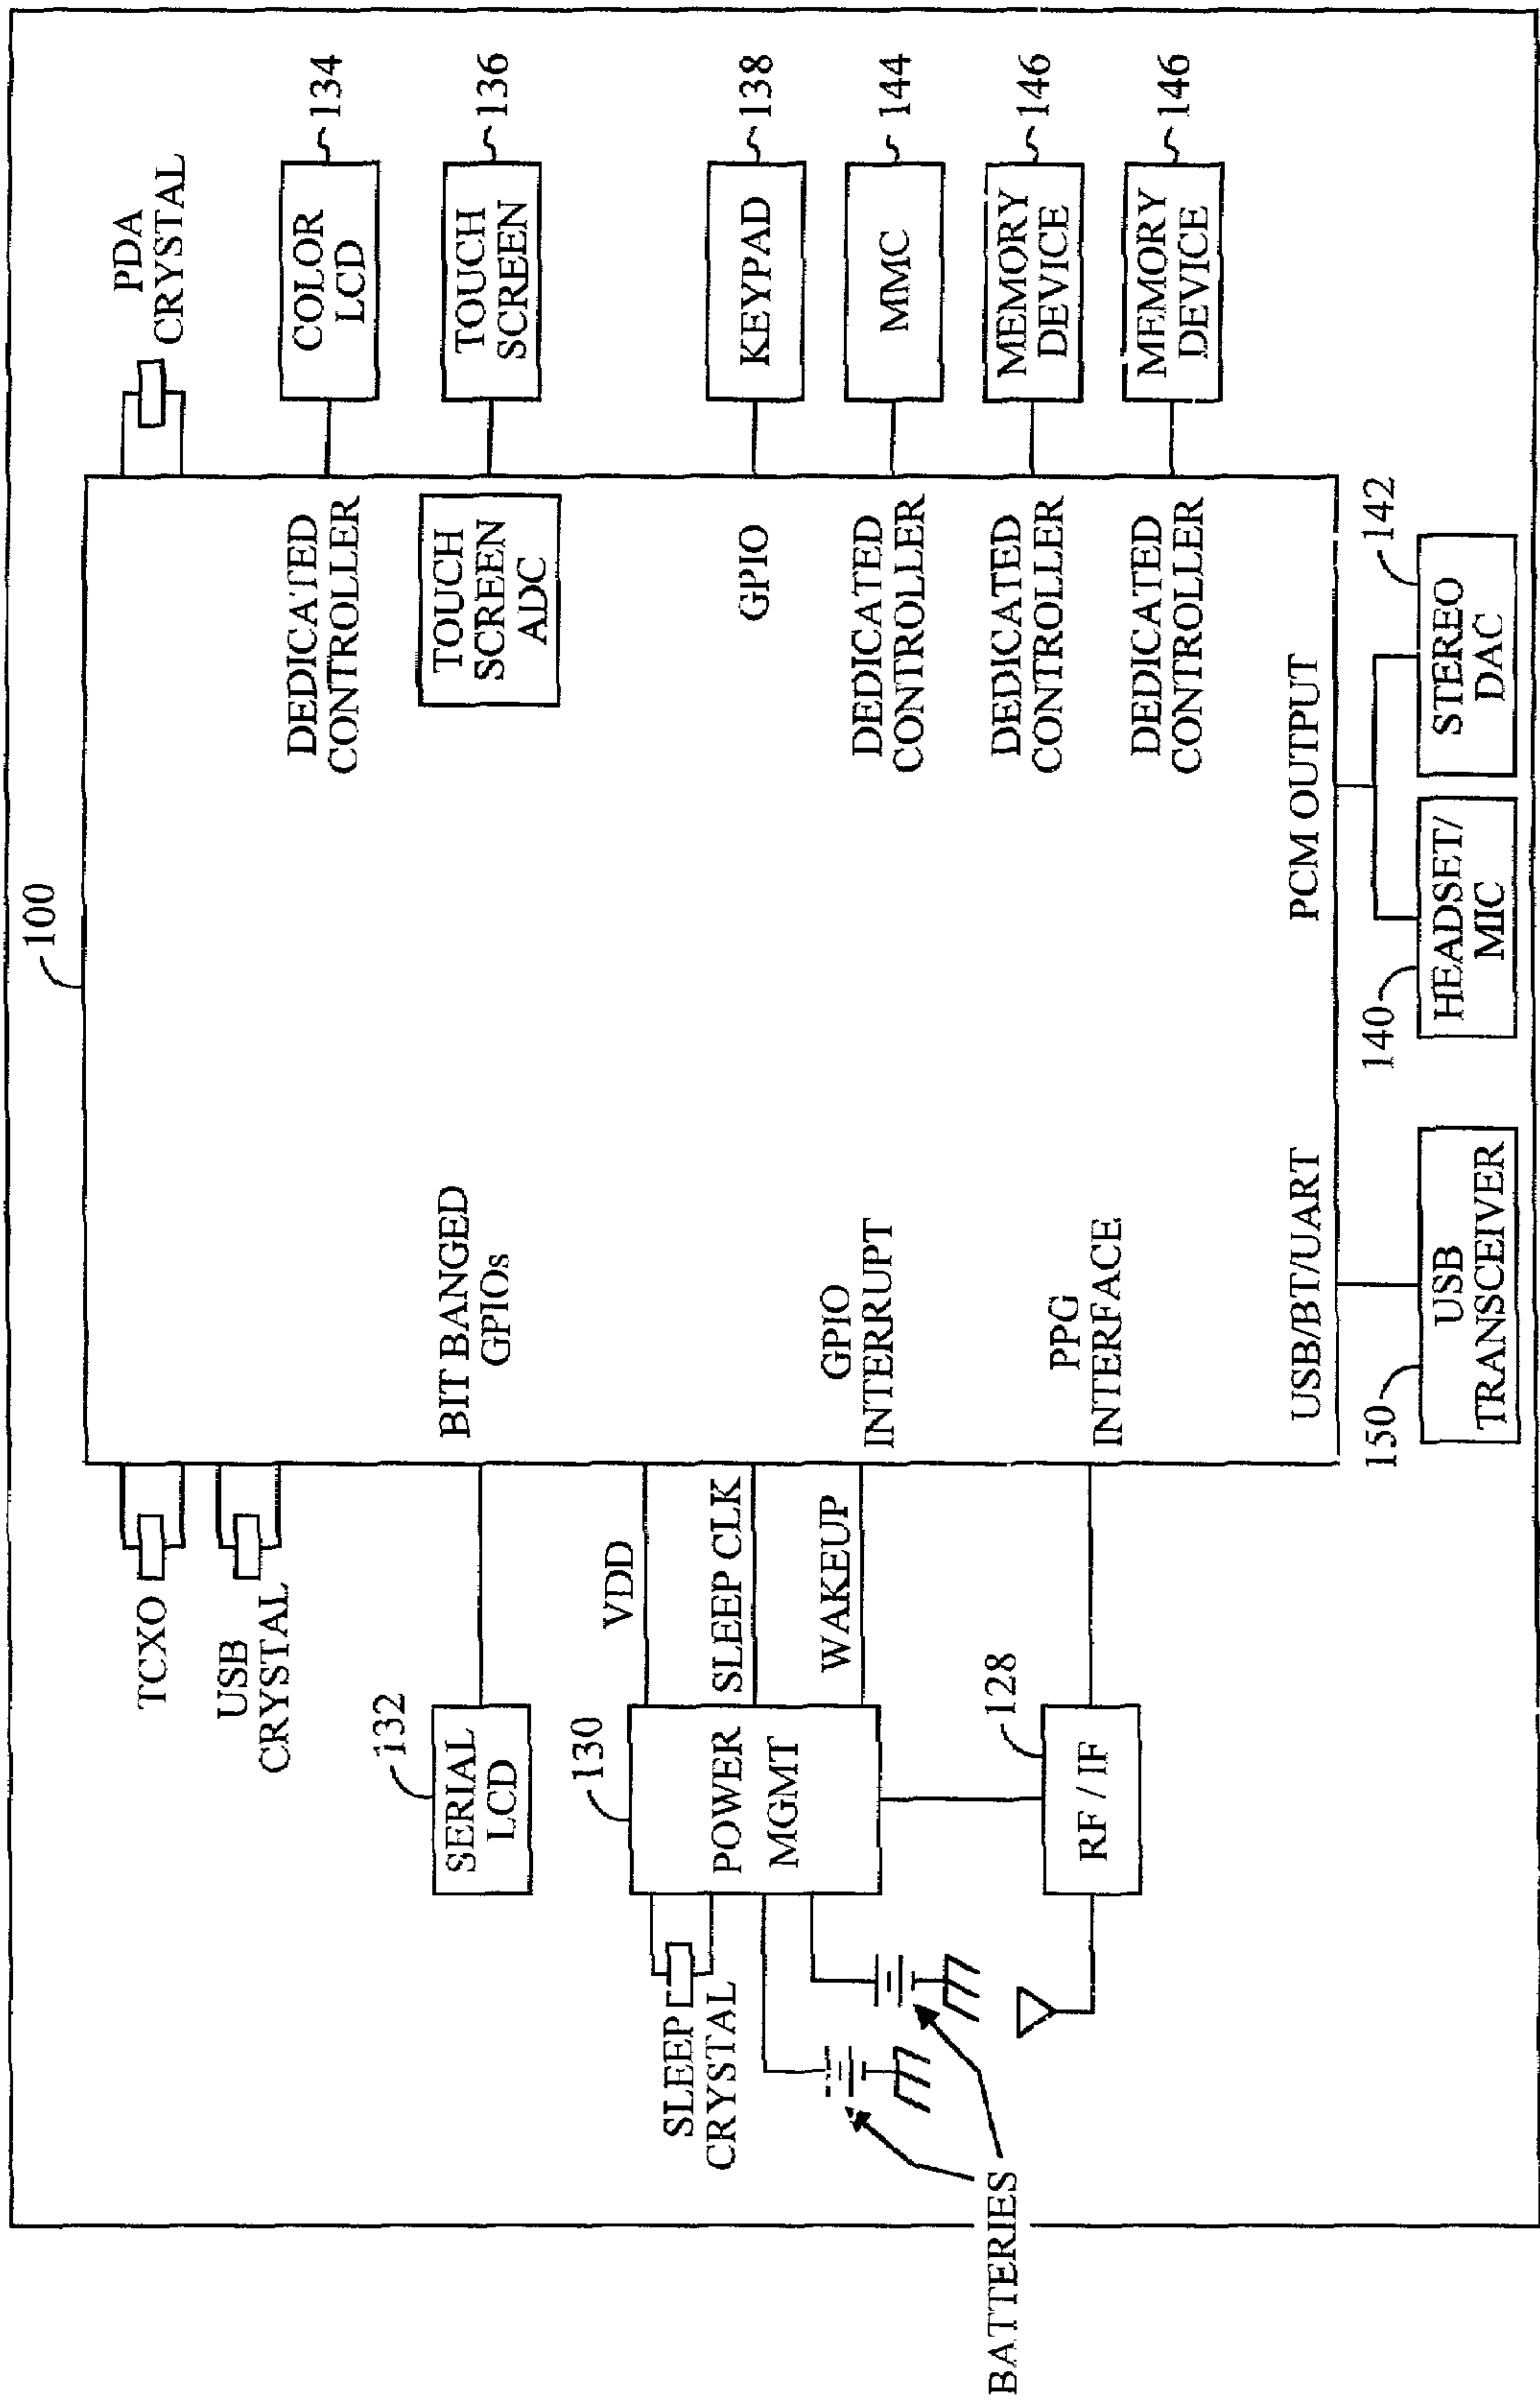 100
TCXO
USB
CRYSTAL
PDA
CRYSTAL
132
SERIAL
LCD
BIT BANGED
GPIOs
DEDICATED
CONTROLLER
COLOR
LCD
134
TOUCH
SCREEN
ADC
TOUCH
SCREEN
136
130
POWER
MGMT
VDD
SLEEP CLK
WAKEUP
SLEEP
CRYSTAL
BATTERIES
GPIO
INTERRUPT
GPIO
KEYPAD
138
DEDICATED
CONTROLLER
MMC
144
DEDICATED
CONTROLLER
MEMORY
DEVICE
146
DEDICATED
CONTROLLER
MEMORY
DEVICE
146
128
RF / IF
PPG
INTERFACE
USB/BT/UART
PCM OUTPUT
150
USB
TRANSCEIVER
140
HEADSET/
MIC
142
STEREO
DAC